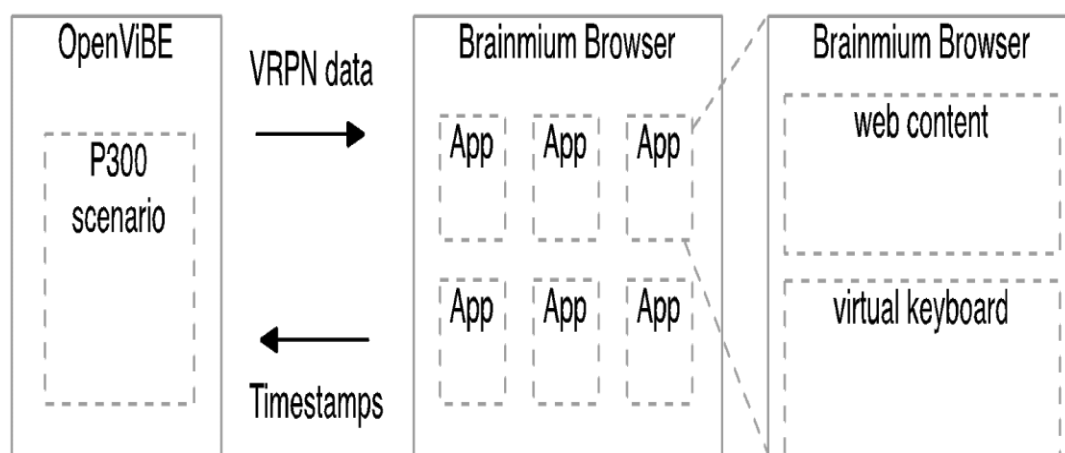 OpenViBE
P300
scenario
VRPN data
Timestamps
Brainmium Browser
App App App
App App App
Brainmium Browser
web content
virtual keyboard